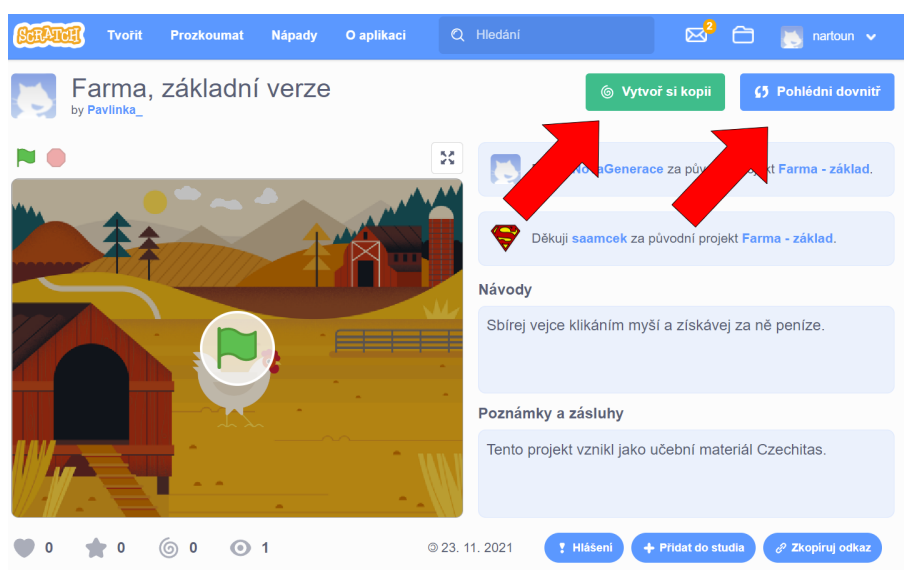 SCRATCH Tvořit Prozkoumat Nápady O aplikaci Hledání 2 nartoun
Farma, základní verze
by Pavlinka_
Vytvoř si kopii
Pohlédni dovnitř
aGenerace za pův kt Farma - základ.
Děkuji saamcek za původní projekt Farma - základ.
Návody
Sbírej vejce klikáním myší a získávej za ně peníze.
Poznámky a zásluhy
Tento projekt vznikl jako učební materiál Czechitas.
0 0 0 1
© 23. 11. 2021
Hlášení
Přidat do studia
Zkopíruj odkaz